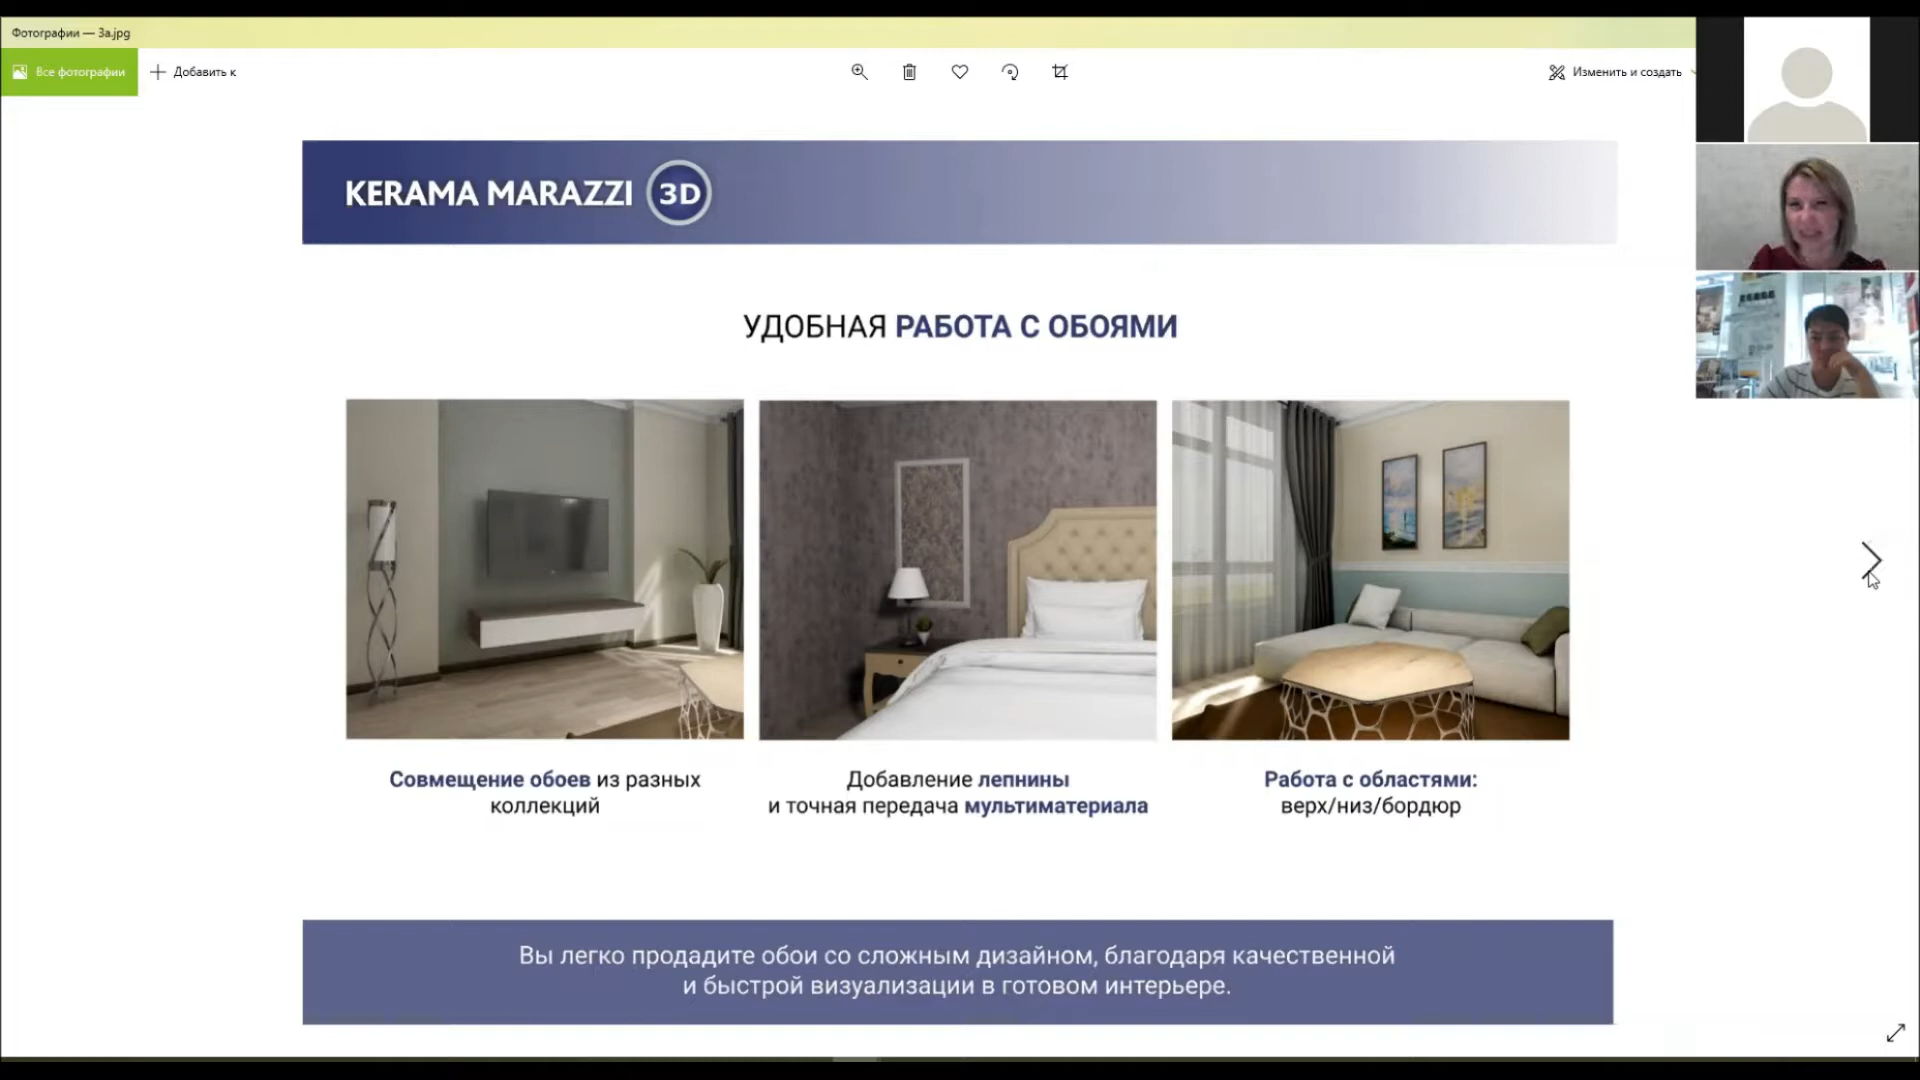 Фотографии — 3a.jpg
Все фотографии
Добавить к
Изменить и создать
KERAMA MARAZZI 3D
УДОБНАЯ РАБОТА С ОБОЯМИ
Совмещение обоев из разных
коллекций
Добавление лепнины
и точная передача мультиматериала
Работа с областями:
верх/низ/бордюр
Вы легко продадите обои со сложным дизайном, благодаря качественной
и быстрой визуализации в готовом интерьере.